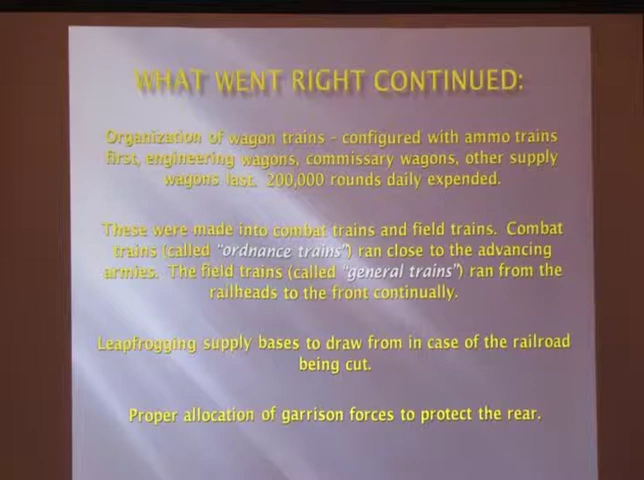 WHAT WENT RIGHT CONTINUED:
Organization of wagon trains - configured with ammo trains
first, engineering wagons, commissary wagons, other supply
wagons last. 200,000 rounds daily expended.
These were made into combat trains and field trains. Combat
trains (called "ordnance trains") ran close to the advancing
armies. The field trains (called "general trains") ran from the
railheads to the front continually.
Leapfrogging supply bases to draw from in case of the railroad
being cut.
Proper allocation of garrison forces to protect the rear.